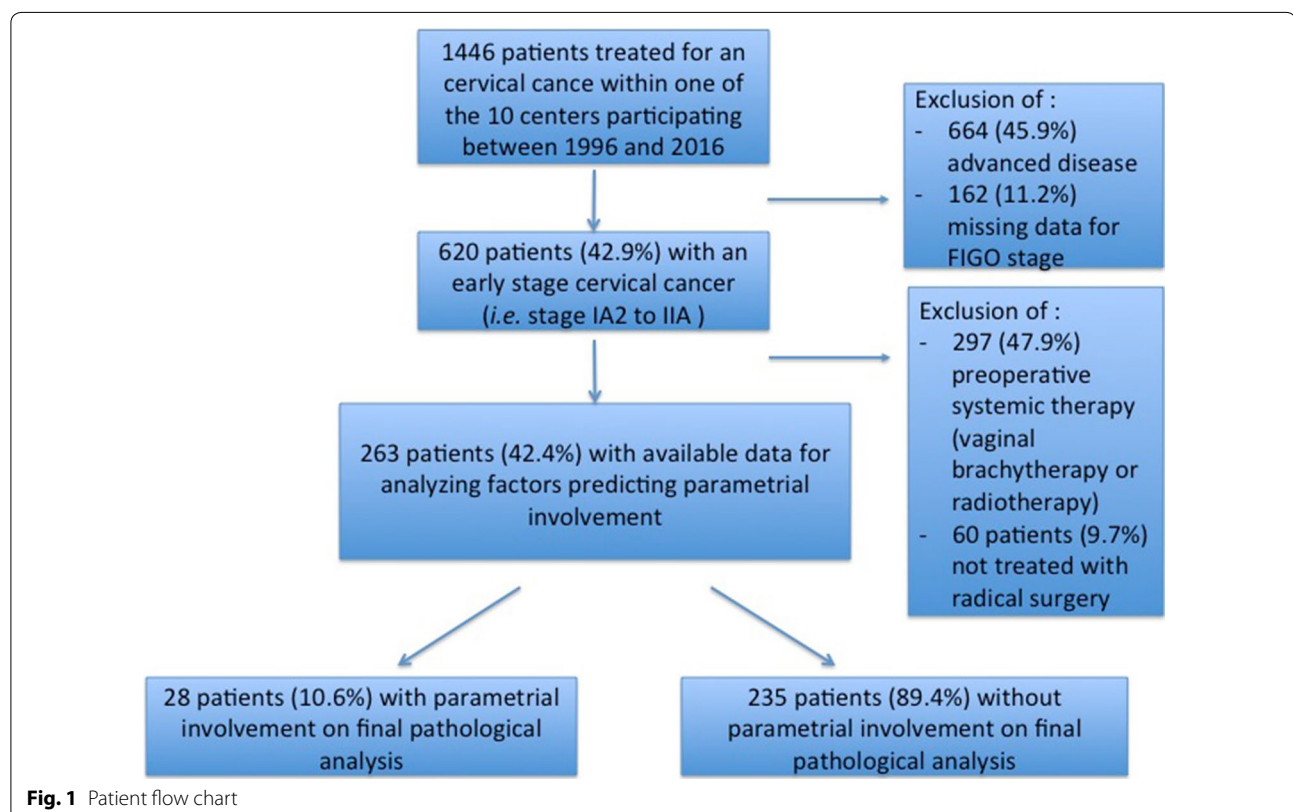 1446 patients treated for an
cervical cance within one of
the 10 centers participating
between 1996 and 2016
Exclusion of :
- 664 (45.9%)
advanced disease
- 162 (11.2%)
missing data for
FIGO stage
620 patients (42.9%) with an
early stage cervical cancer
(i.e. stage IA2 to IIA )
Exclusion of :
- 297 (47.9%)
preoperative
systemic therapy
(vaginal
brachytherapy or
radiotherapy)
- 60 patients (9.7%)
not treated with
radical surgery
263 patients (42.4%) with available data for
analyzing factors predicting parametrial
involvement
28 patients (10.6%) with parametrial
involvement on final pathological
analysis
235 patients (89.4%) without
parametrial involvement on final
pathological analysis
Fig. 1 Patient flow chart